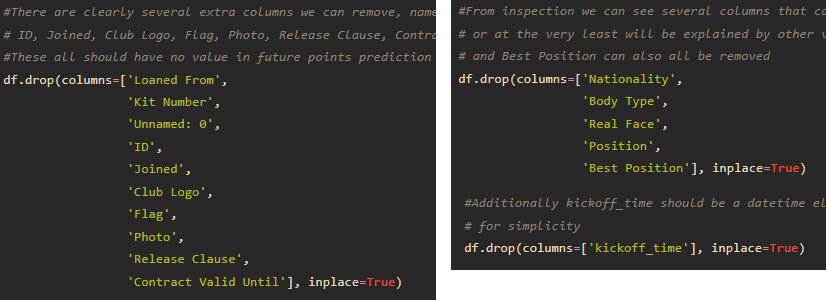 #There are clearly several extra columns we can remove, name
# ID, Joined, Club Logo, Flag, Photo, Release Clause, Contra
#These all should have no value in future points prediction
df.drop(columns=['Loaned From',
'Kit Number',
'Unnamed: 0',
'ID',
'Joined',
'Club Logo',
'Flag',
'Photo',
'Release Clause',
'Contract Valid Until'], inplace=True)
#From inspection we can see several columns that ca
# or at the very least will be explained by other v
# and Best Position can also all be removed
df.drop(columns=['Nationality',
'Body Type',
'Real Face',
'Position',
'Best Position'], inplace=True)
#Additionally kickoff_time should be a datetime el
# for simplicity
df.drop(columns=['kickoff_time'], inplace=True)